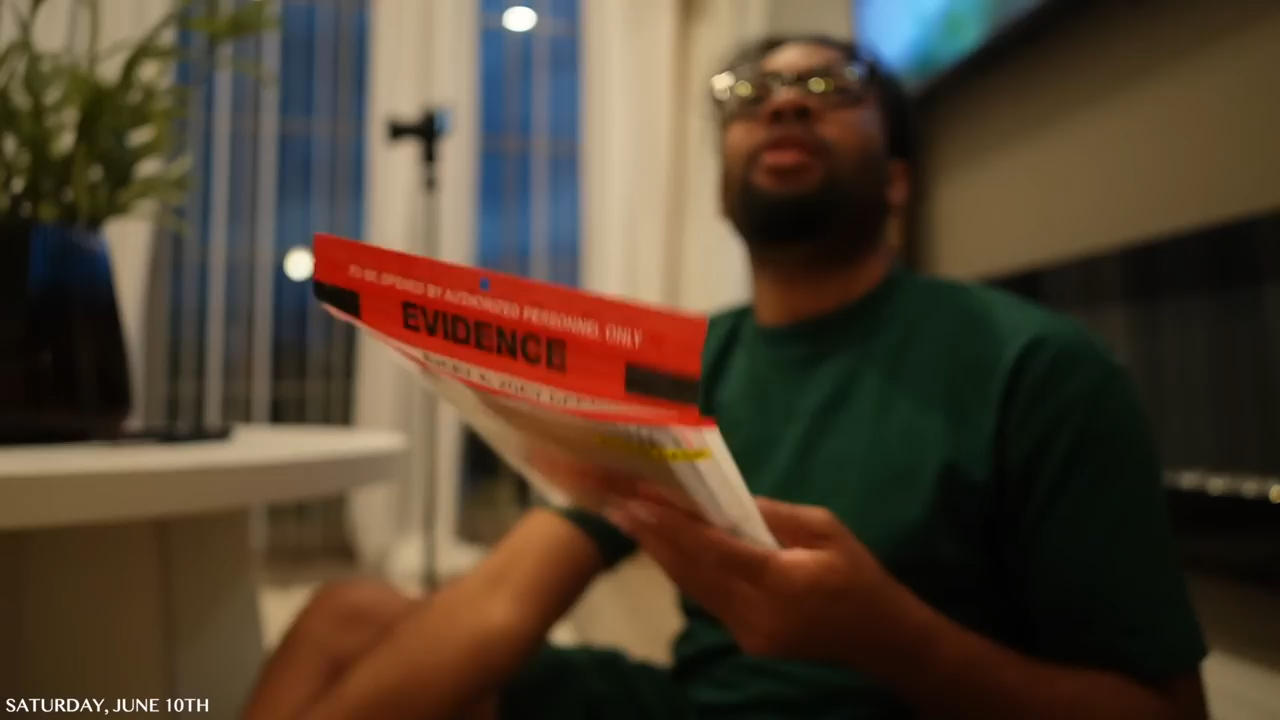 TO BE OPENED BY AUTHORIZED PERSONNEL ONLY
EVIDENCE
SATURDAY, JUNE 10TH